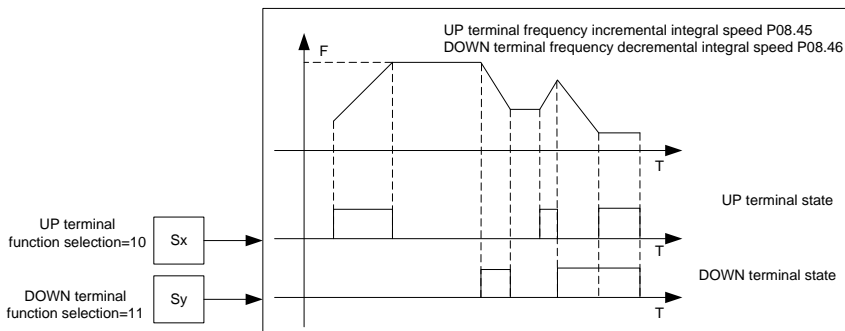 UP terminal frequency incremental integral speed P08.45
DOWN terminal frequency decremental integral speed P08.46
F
T
UP terminal state
UP terminal
function selection=10
Sx
T
DOWN terminal state
DOWN terminal
function selection=11
Sy
T